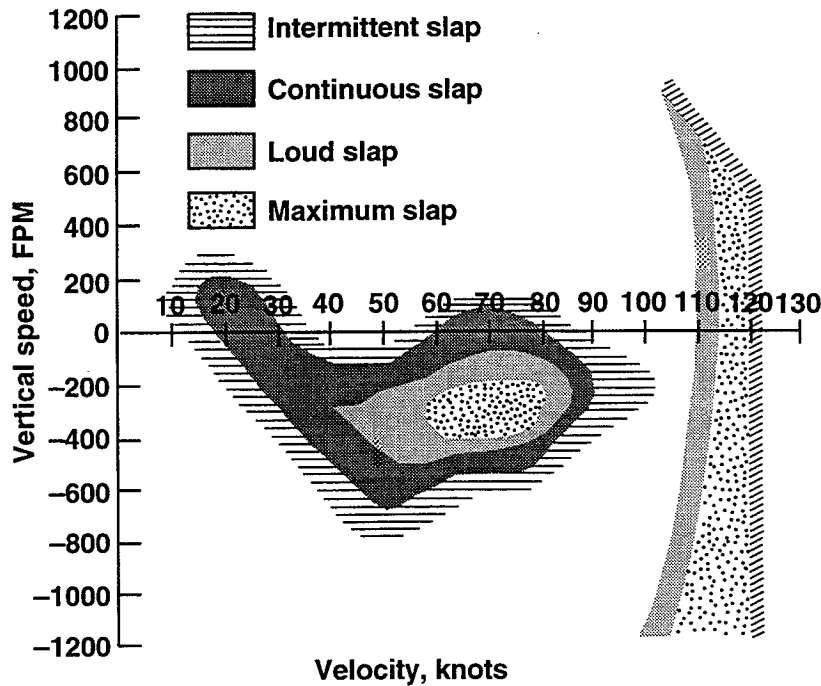 1200
Intermittent slap
1000
Continuous slap
800
Loud slap
600
Maximum slap
400
200
10 20 30 40 50 60 70 80 90 100 110 120 130
0
−200
−400
−600
−800
−1000
−1200
Vertical speed, FPM
Velocity, knots